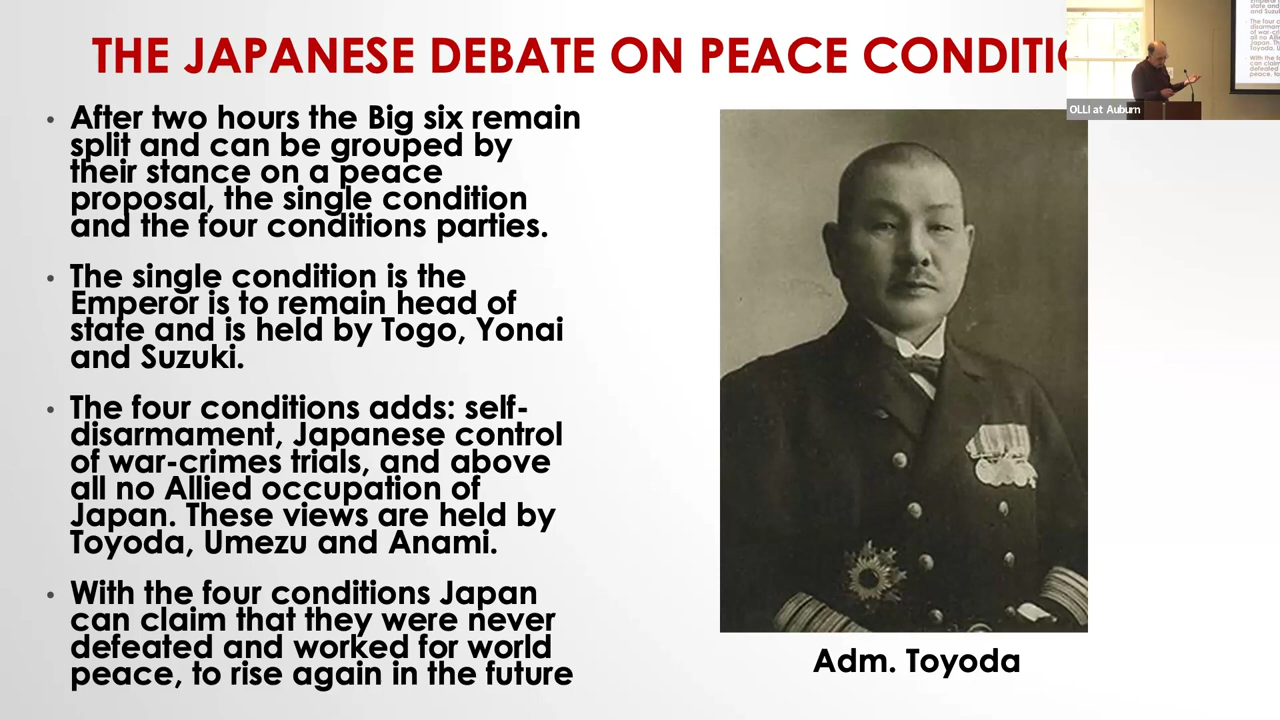 THE JAPANESE DEBATE ON PEACE
• After two hours the Big six remain
split and can be grouped by
their stance on a peace
proposal, the single condition
and the four conditions parties.
• The single condition is the
Emperor is to remain head of
state and is held by Togo, Yonai
and Suzuki.
• The four conditions adds: self-
disarmament, Japanese control
of war-crimes trials, and above
all no Allied occupation of
Japan. These views are held by
Toyoda, Umezu and Anami.
• With the four conditions Japan
can claim that they were never
defeated and worked for world
peace, to rise again in the future
Adm. Toyoda
OLLI at Auburn